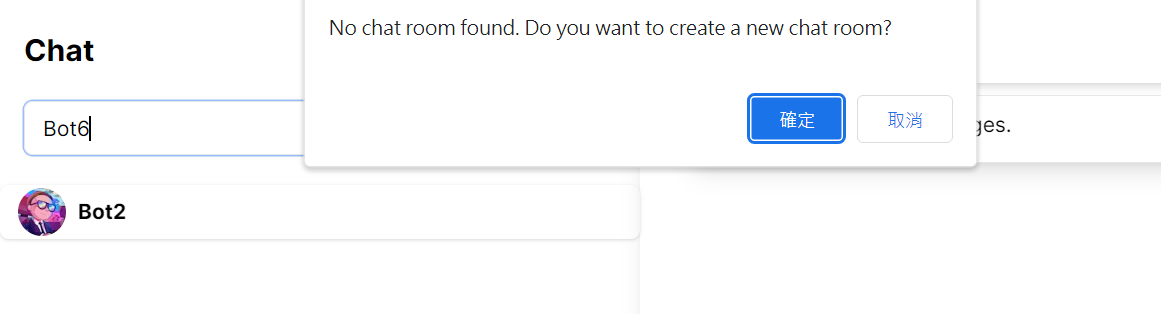 No chat room found. Do you want to create a new chat room?
Chat
Bot6
確定
取消
Bot2